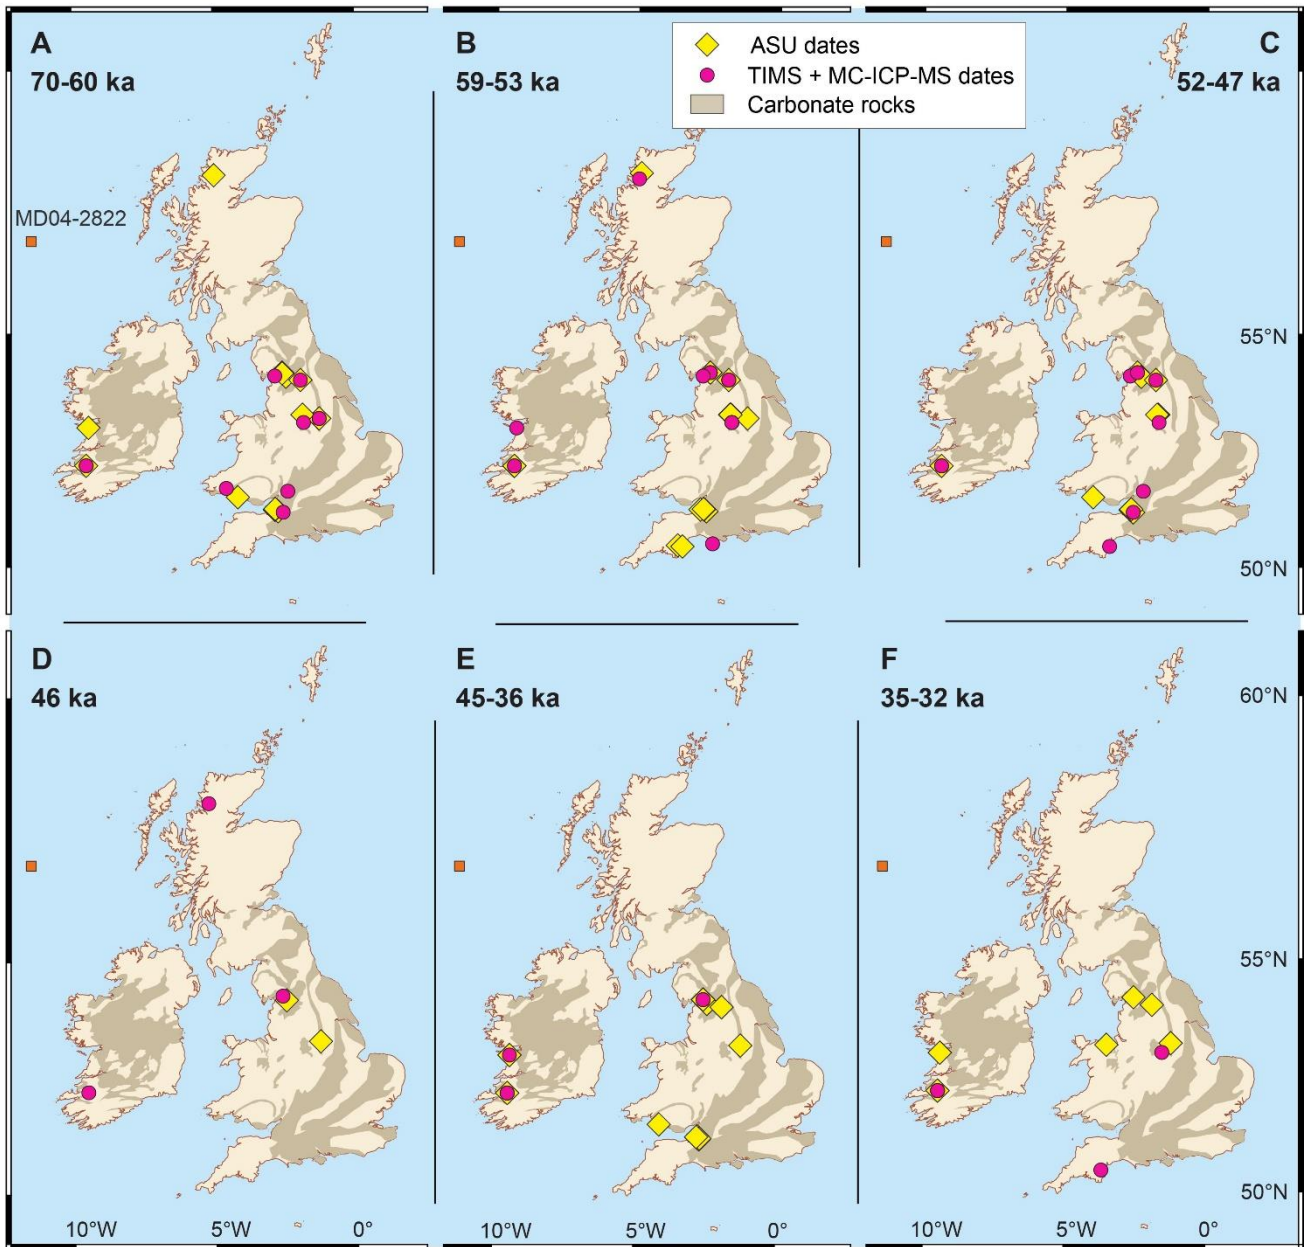 A
70-60 ka
MD04-2822
B
59-53 ka
ASU dates
TIMS + MC-ICP-MS dates
Carbonate rocks
C
52-47 ka
55°N
50°N
D
46 ka
E
45-36 ka
F
35-32 ka
60°N
55°N
50°N
10°W 5°W 0°
10°W 5°W 0°
10°W 5°W 0°